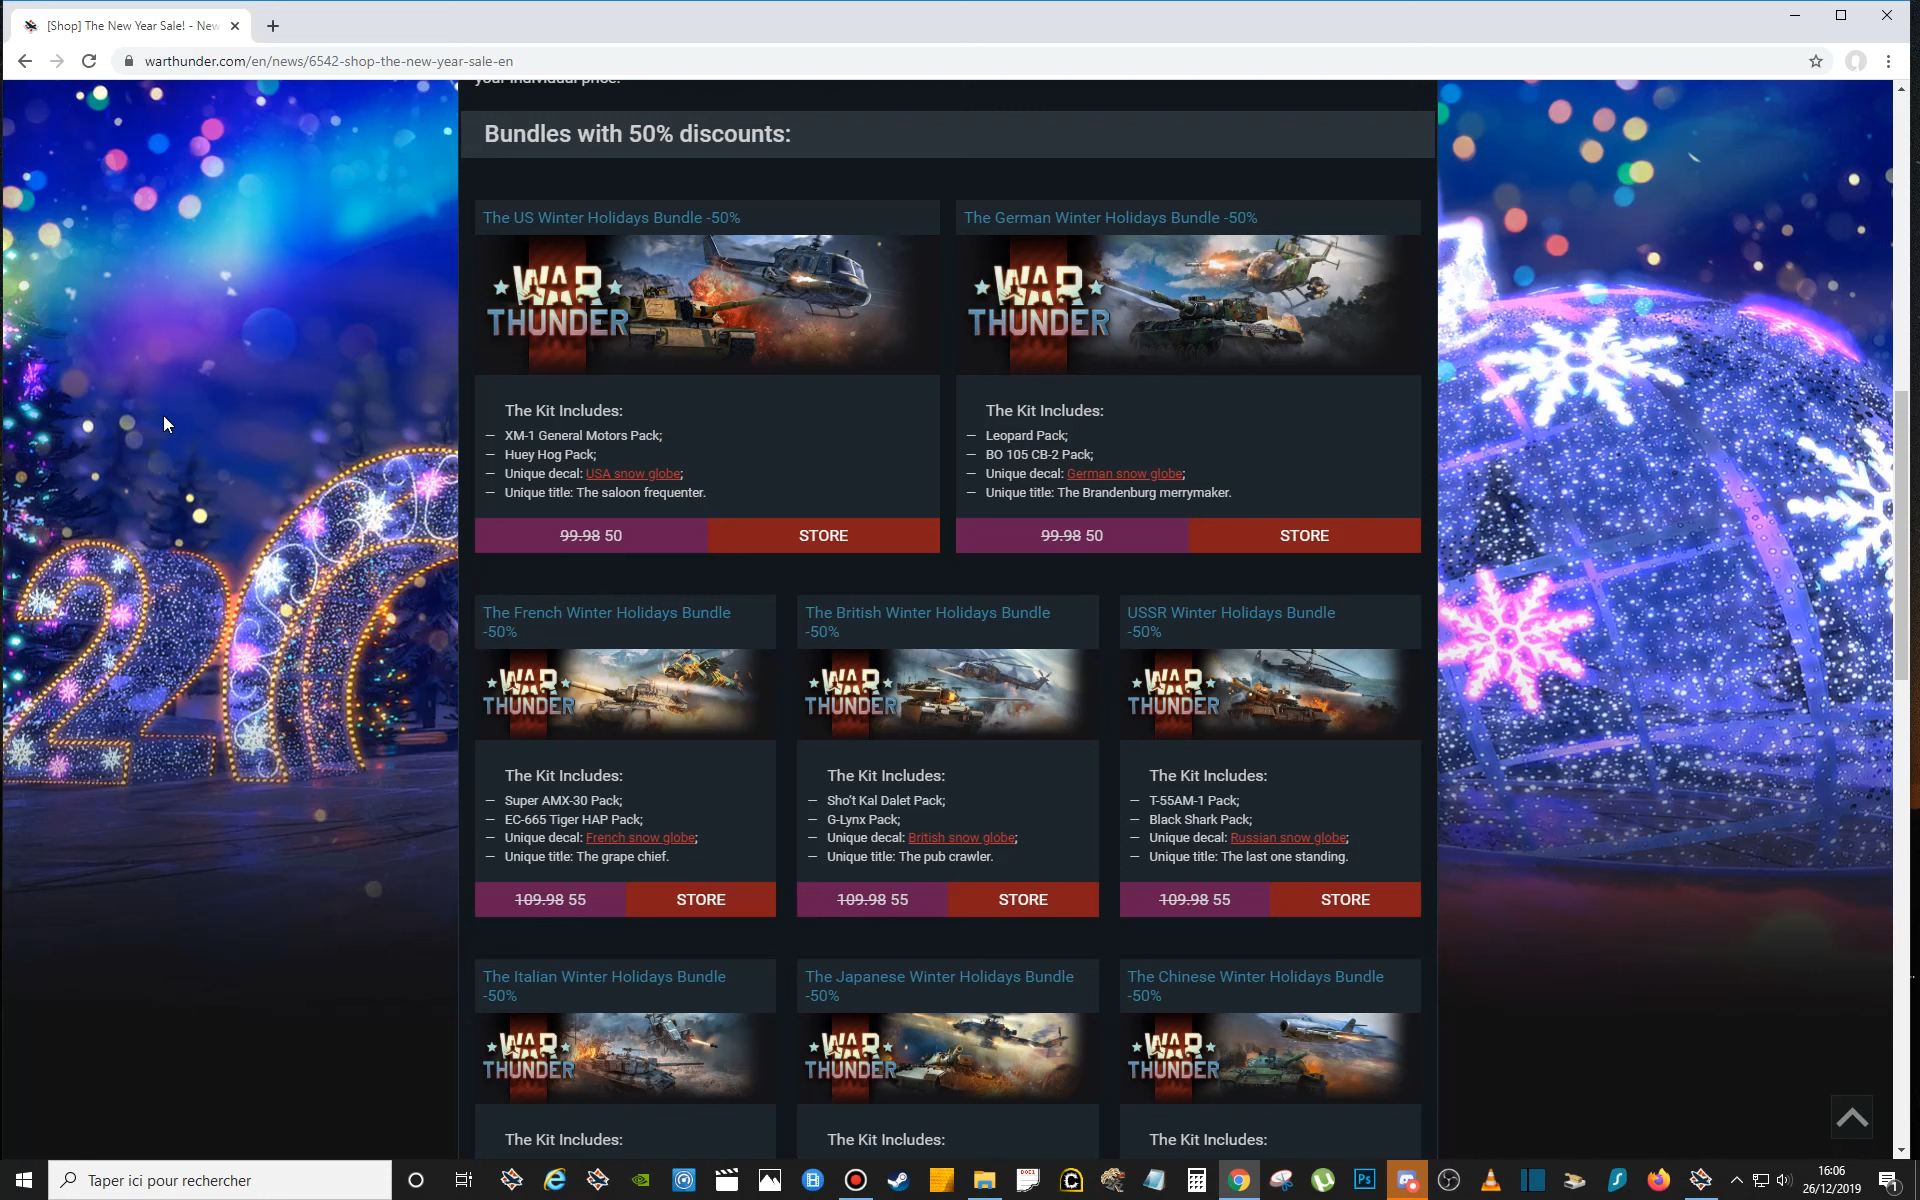 [Shop] The New Year Sale! - New
warthunder.com/en/news/6542-shop-the-new-year-sale-en
your individual price.
Bundles with 50% discounts:
The US Winter Holidays Bundle -50%
The German Winter Holidays Bundle -50%
WAR
THUNDER
WAR
THUNDER
The Kit Includes:
— XM-1 General Motors Pack;
— Huey Hog Pack;
— Unique decal: USA snow globe;
— Unique title: The saloon frequenter.
99.98 50
STORE
The Kit Includes:
— Leopard Pack;
— BO 105 CB-2 Pack;
— Unique decal: German snow globe;
— Unique title: The Brandenburg merrymaker.
99.98 50
STORE
The French Winter Holidays Bundle
-50%
WAR
THUNDER
The Kit Includes:
— Super AMX-30 Pack;
— EC-665 Tiger HAP Pack;
— Unique decal: French snow globe;
— Unique title: The grape chief.
109.98 55
STORE
The British Winter Holidays Bundle
-50%
WAR
THUNDER
The Kit Includes:
— Sho't Kal Dalet Pack;
— G-Lynx Pack;
— Unique decal: British snow globe;
— Unique title: The pub crawler.
109.98 55
STORE
USSR Winter Holidays Bundle
-50%
WAR
THUNDER
The Kit Includes:
— T-55AM-1 Pack;
— Black Shark Pack;
— Unique decal: Russian snow globe;
— Unique title: The last one standing.
109.98 55
STORE
The Italian Winter Holidays Bundle
-50%
WAR
THUNDER
The Kit Includes:
The Japanese Winter Holidays Bundle
-50%
WAR
THUNDER
The Kit Includes:
The Chinese Winter Holidays Bundle
-50%
WAR
THUNDER
The Kit Includes:
Taper ici pour rechercher
Ps
16:06
26/12/2019
1